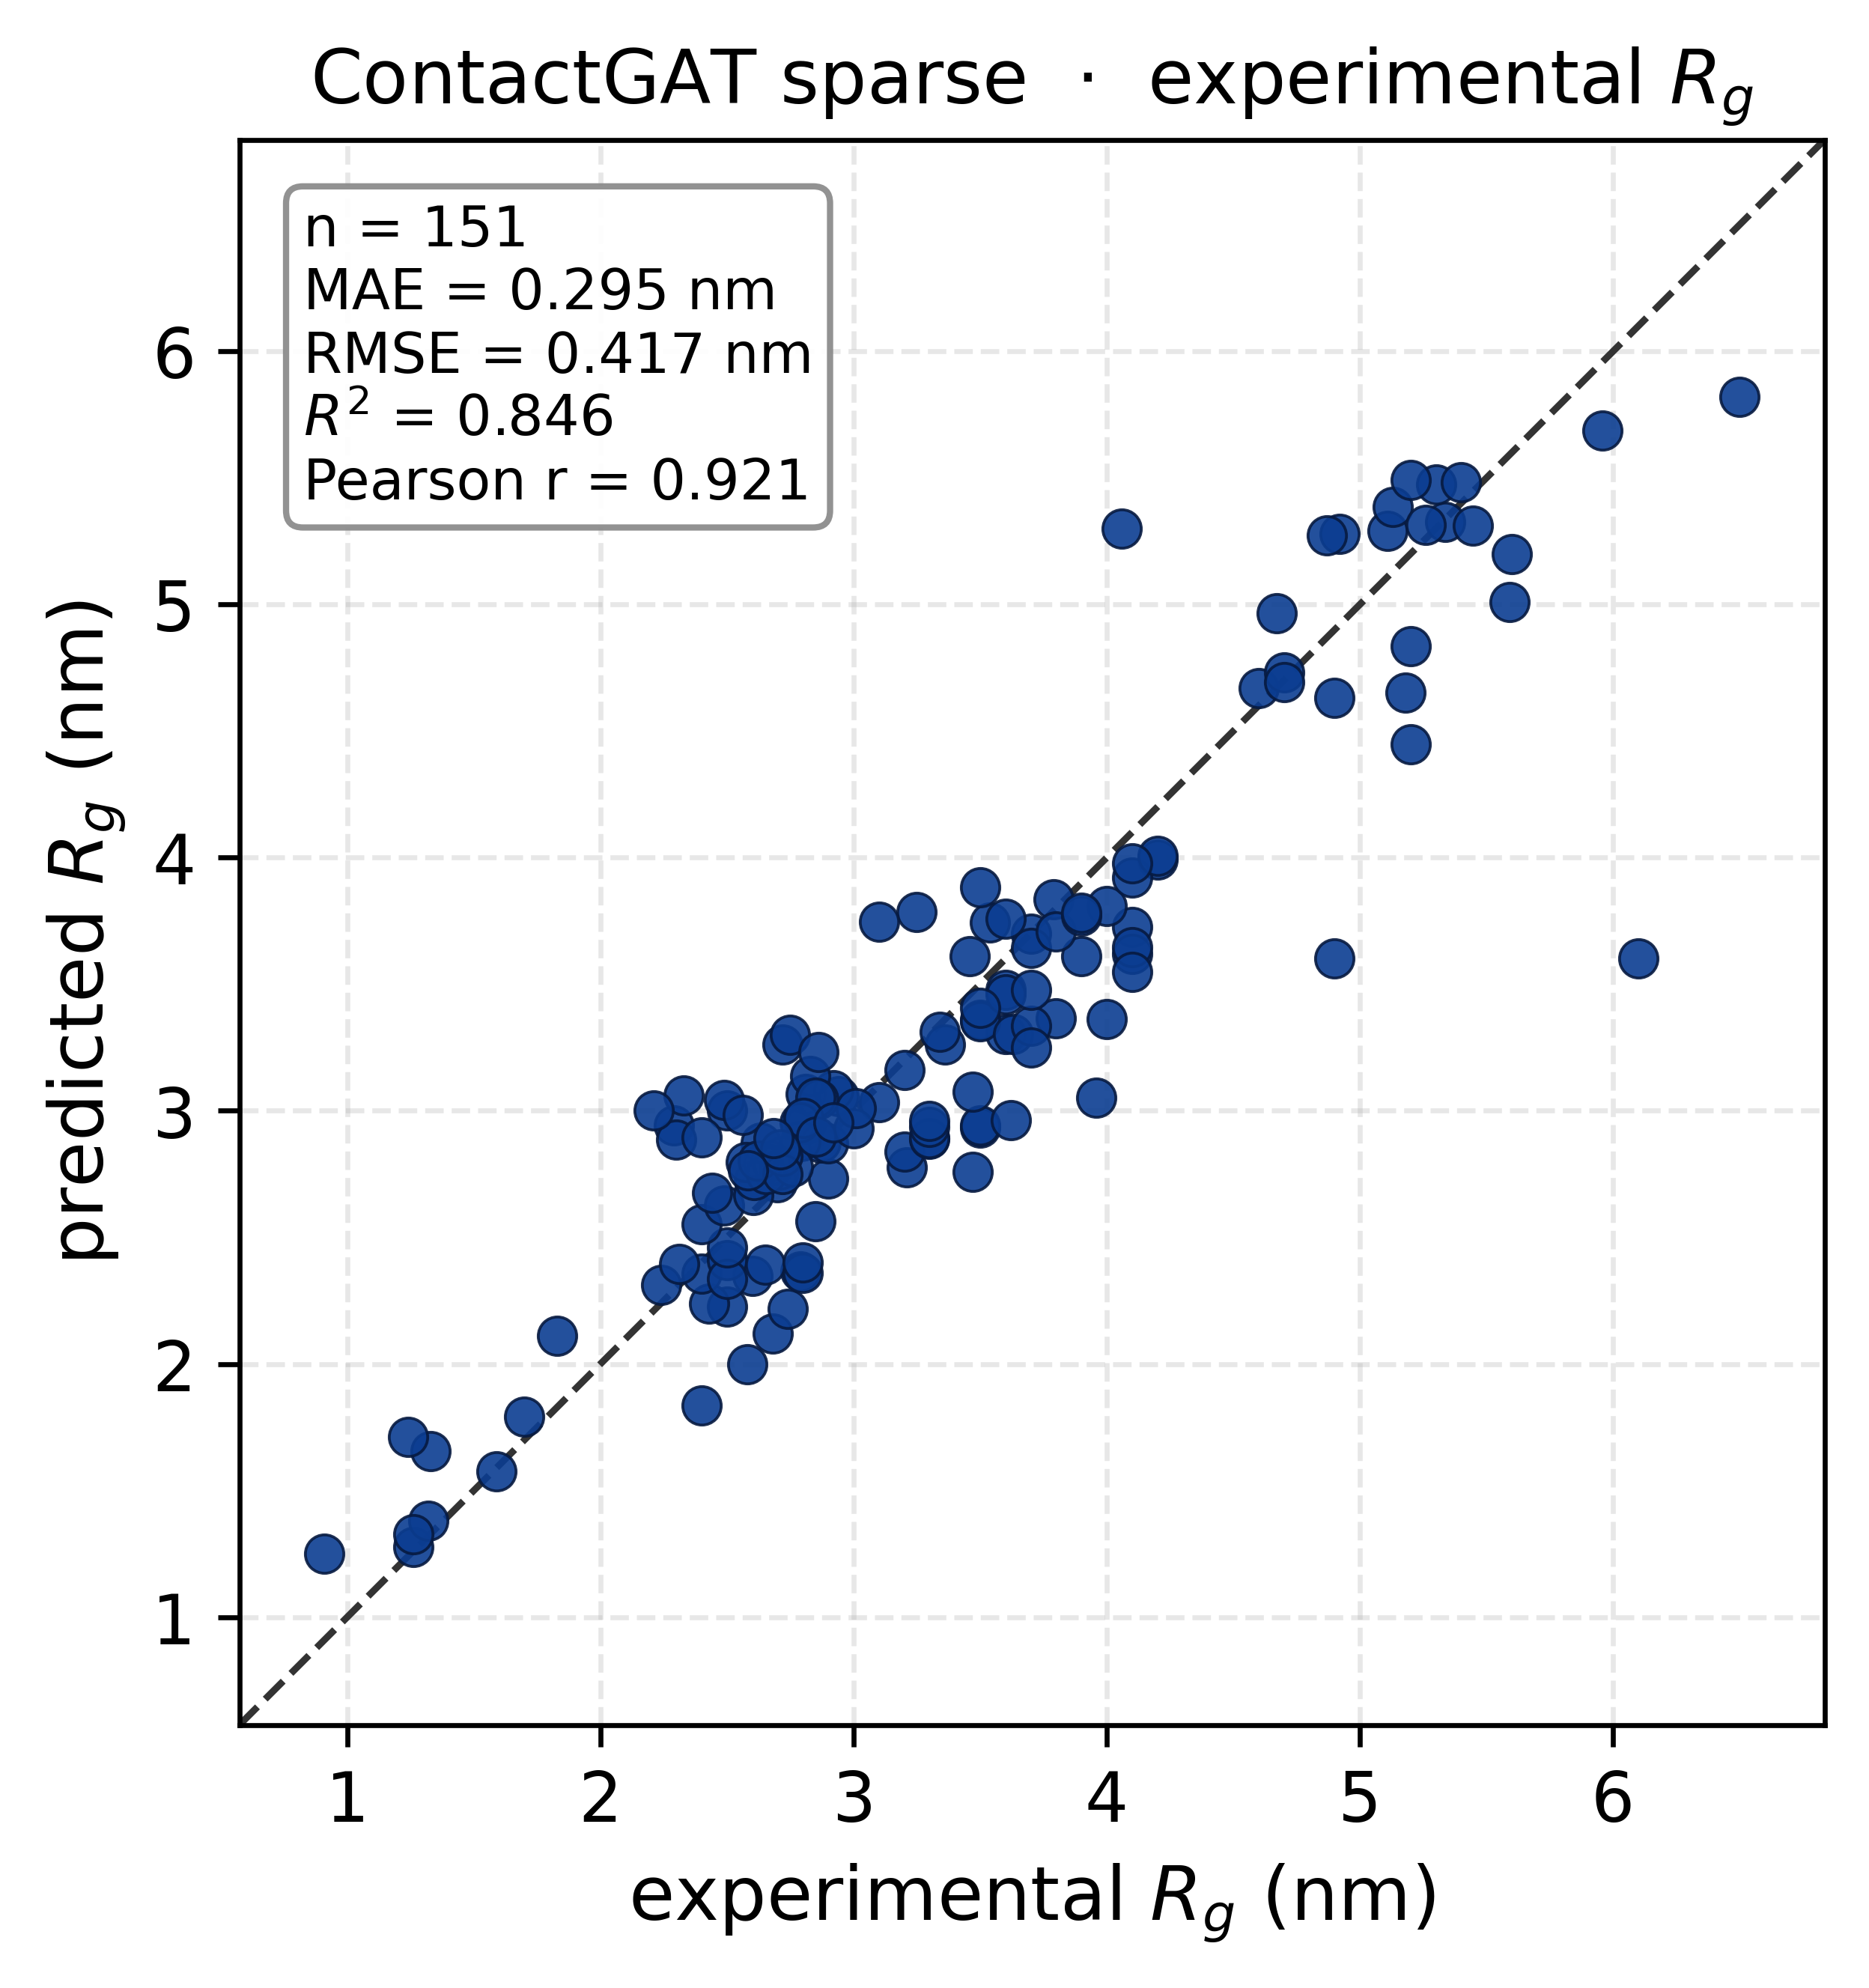 ContactGAT sparse · experimental R_g
n = 151
MAE = 0.295 nm
RMSE = 0.417 nm
R² = 0.846
Pearson r = 0.921
predicted R_g (nm)
6
5
4
3
2
1
1 2 3 4 5 6
experimental R_g (nm)